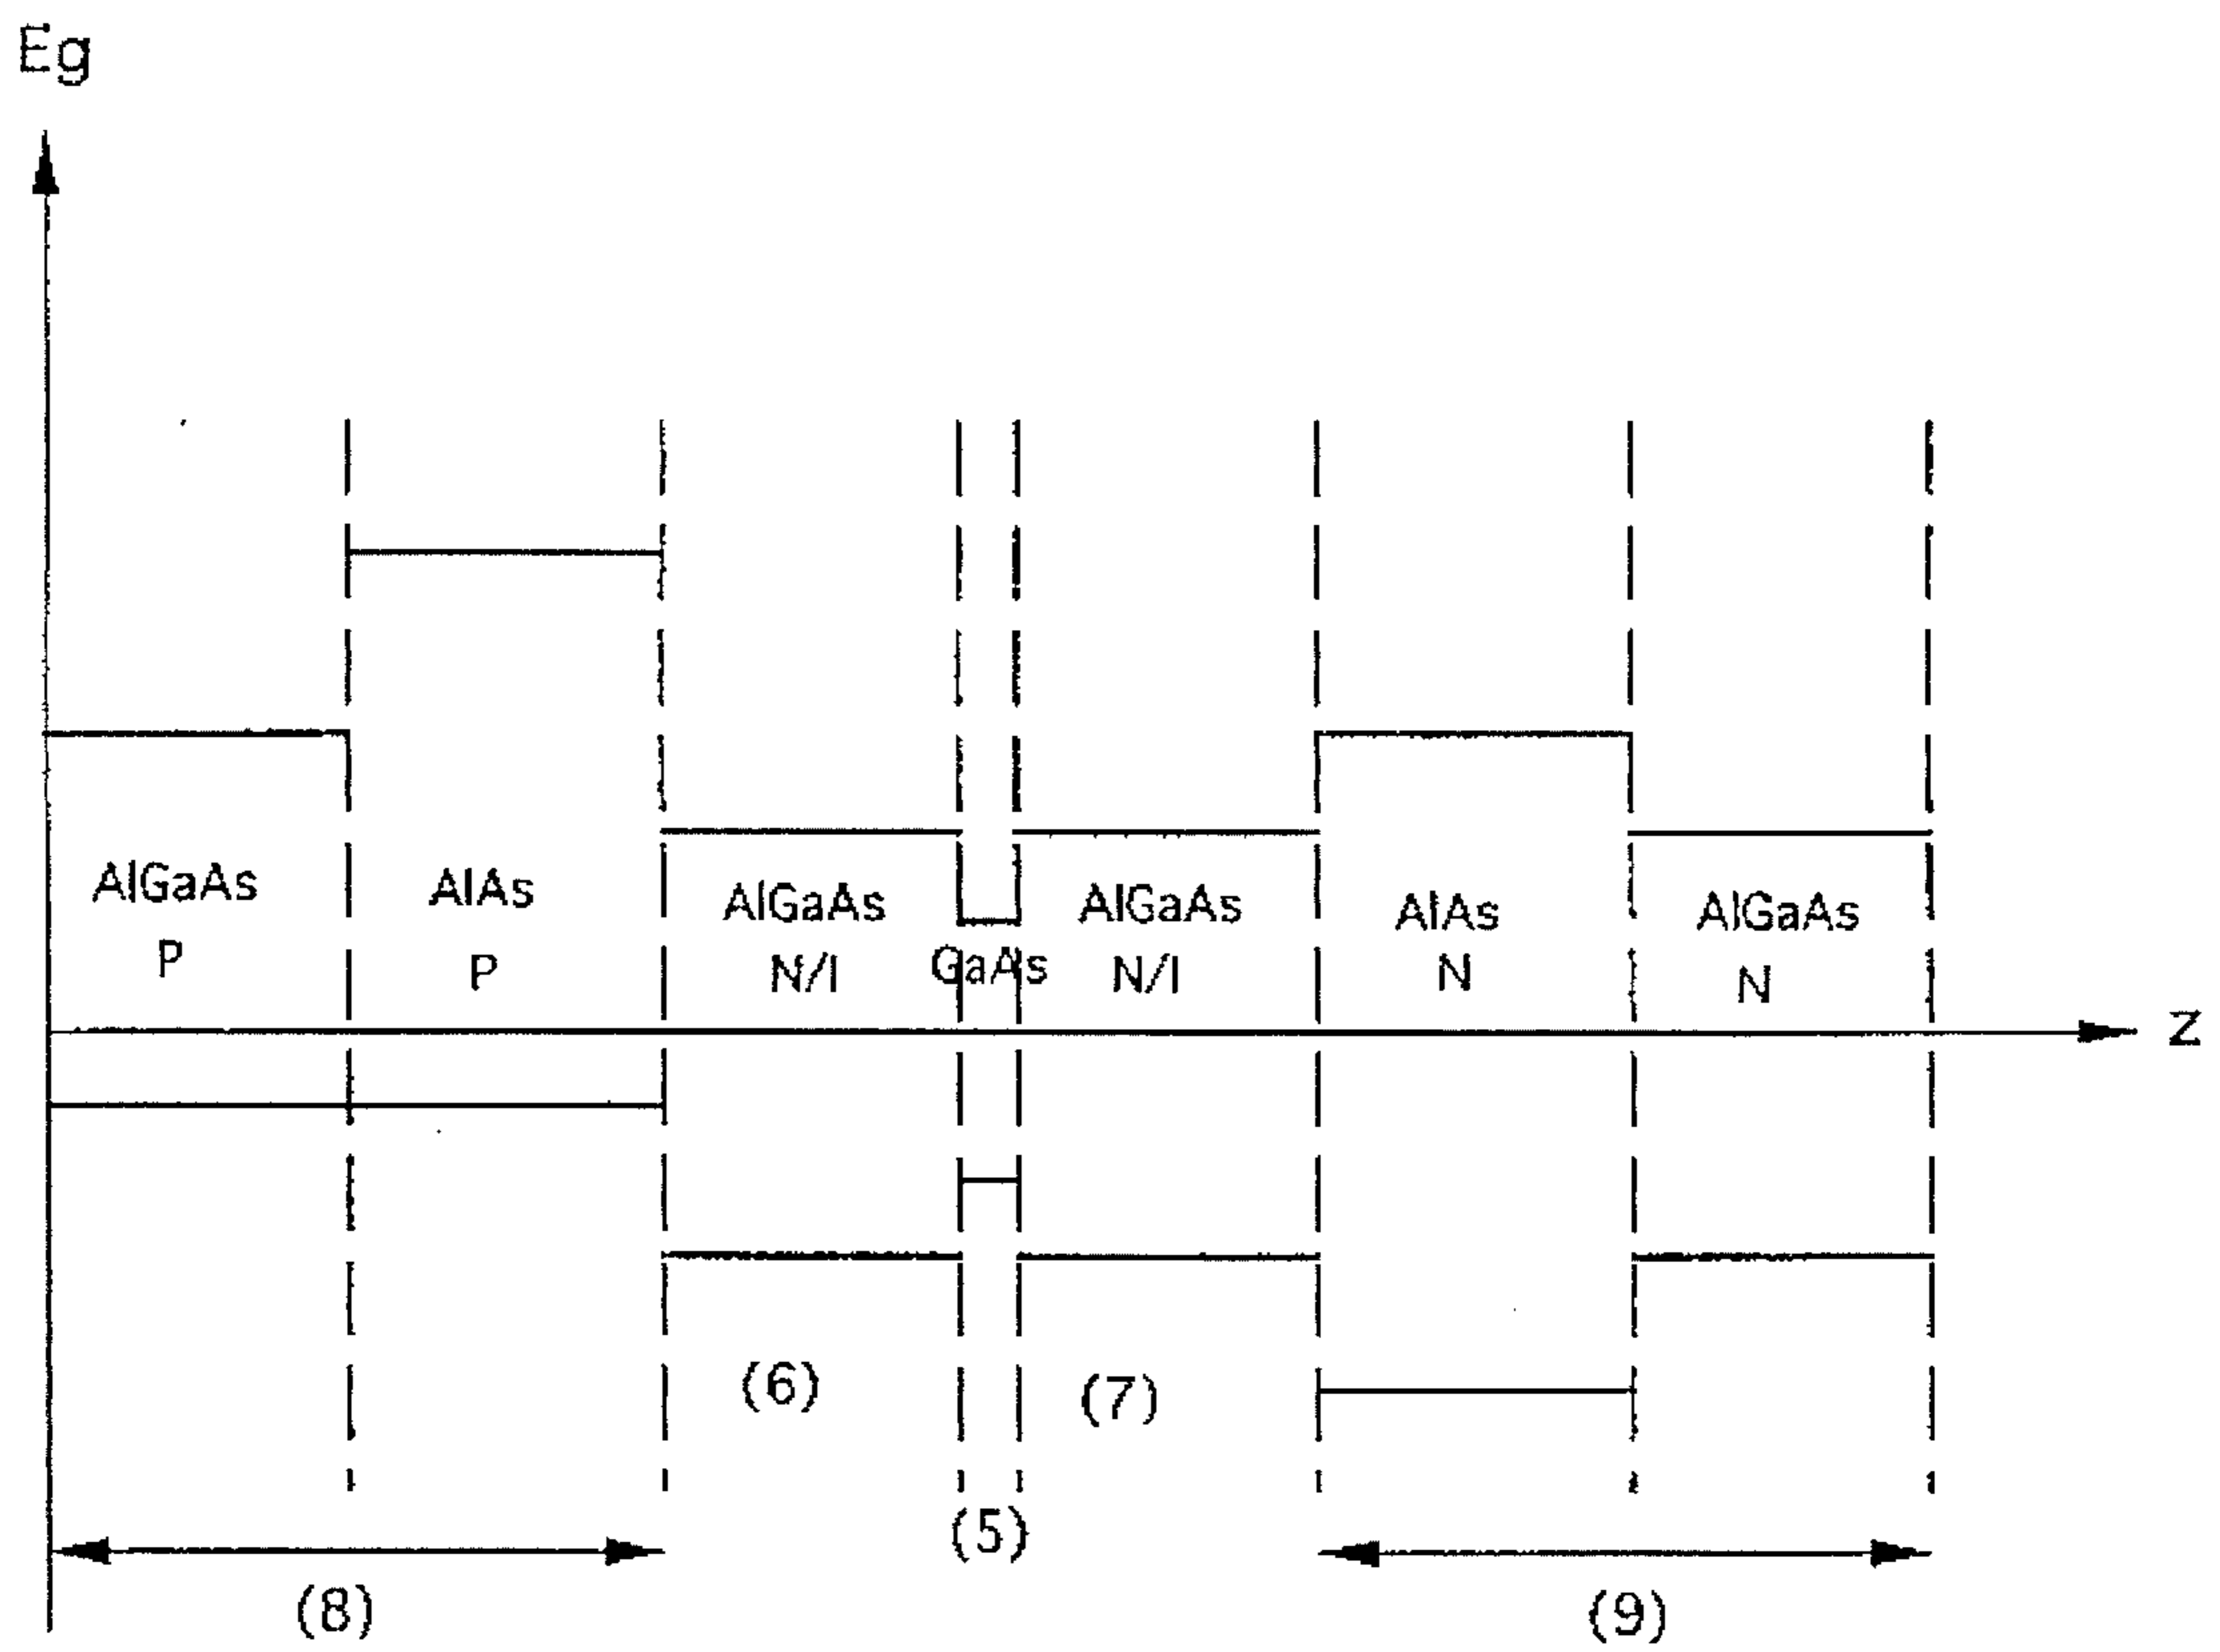 Eg
AlGaAs
P
AlAs
P
AlGaAs
N/I
GaAs
AlGaAs
N/I
AlAs
N
AlGaAs
N
z
(6)
(7)
(5)
(8)
(9)